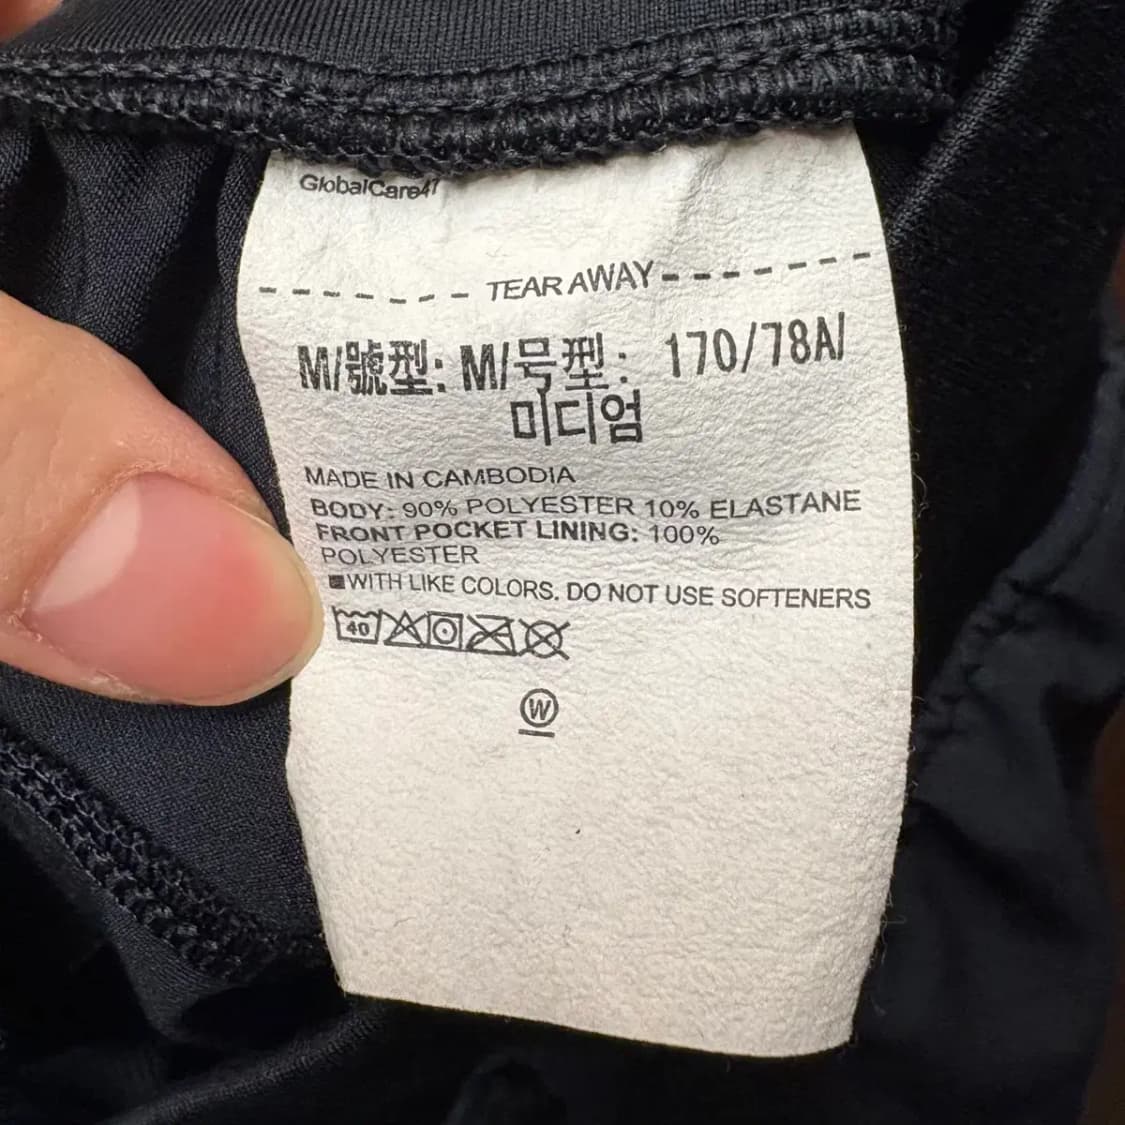 GlobalCare41
TEAR AWAY
M/號型: M/号型: 170/78A/
미디엄
MADE IN CAMBODIA
BODY: 90% POLYESTER 10% ELASTANE
FRONT POCKET LINING: 100%
POLYESTER
WITH LIKE COLORS. DO NOT USE SOFTENERS
40
W